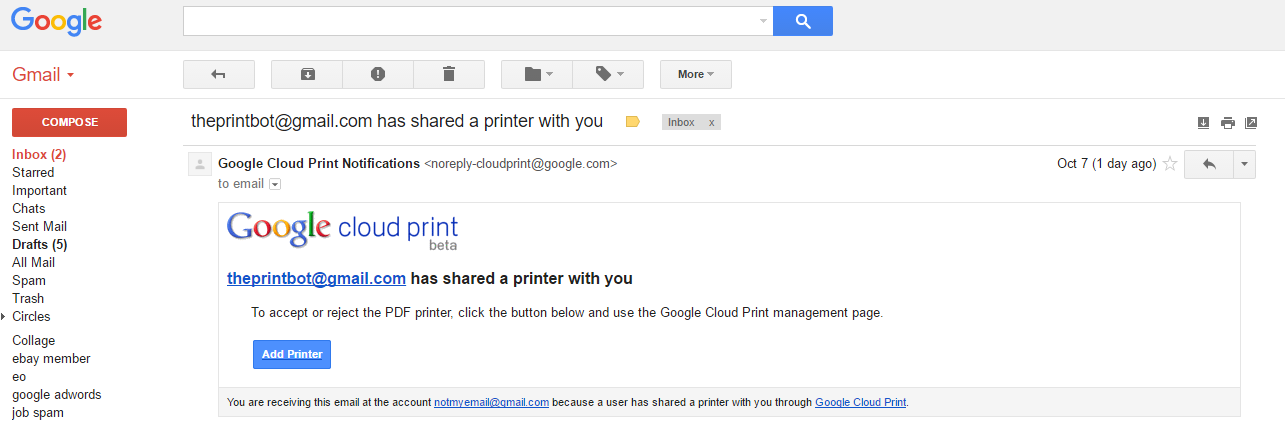 Google
Gmail
More
COMPOSE
theprintbot@gmail.com has shared a printer with you
Inbox x
Inbox (2)
Starred
Important
Chats
Sent Mail
Drafts (5)
All Mail
Spam
Trash
Circles
Collage
ebay member
eo
google adwords
job spam
Google Cloud Print Notifications <noreply-cloudprint@google.com>
Oct 7 (1 day ago)
to email
Google cloud print
beta
theprintbot@gmail.com has shared a printer with you
To accept or reject the PDF printer, click the button below and use the Google Cloud Print management page.
Add Printer
You are receiving this email at the account notmyemail@gmail.com because a user has shared a printer with you through Google Cloud Print.